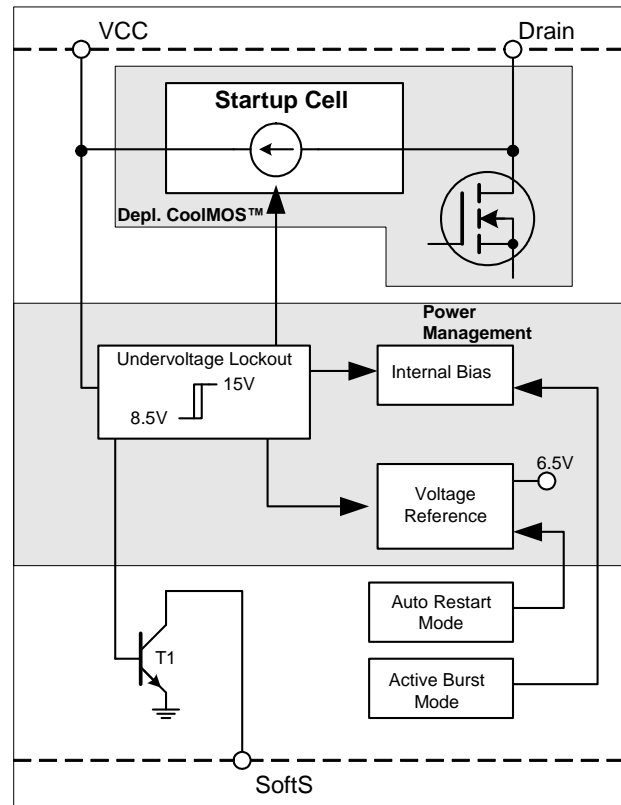 VCC
Drain
Startup Cell
Depl. CoolMOS™
Power
Management
Undervoltage Lockout
15V
8.5V
Internal Bias
6.5V
Voltage
Reference
Auto Restart
Mode
T1
Active Burst
Mode
SoftS